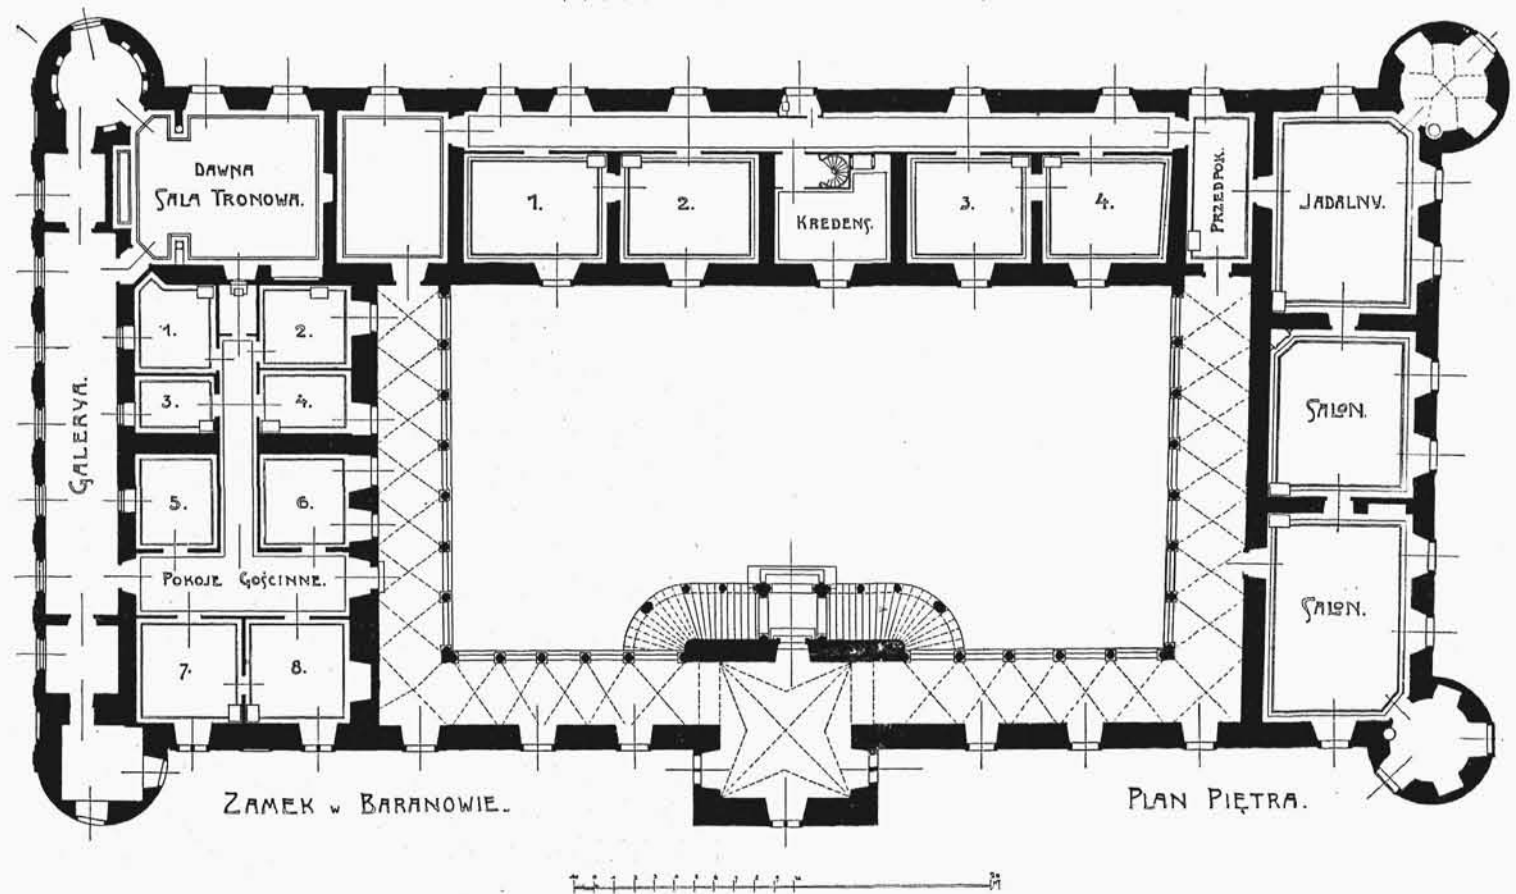 DAWNA
SALA TRONOWA.
1.
2.
KREDENS.
3.
4.
PRZEDPOK.
JADALNY.
GALERYA.
1.
2.
3.
4.
5.
6.
POKOJE GOŚCINNE.
7.
8.
SALON.
SALON.
ZAMEK W BARANOWIE.
PLAN PIĘTRA.